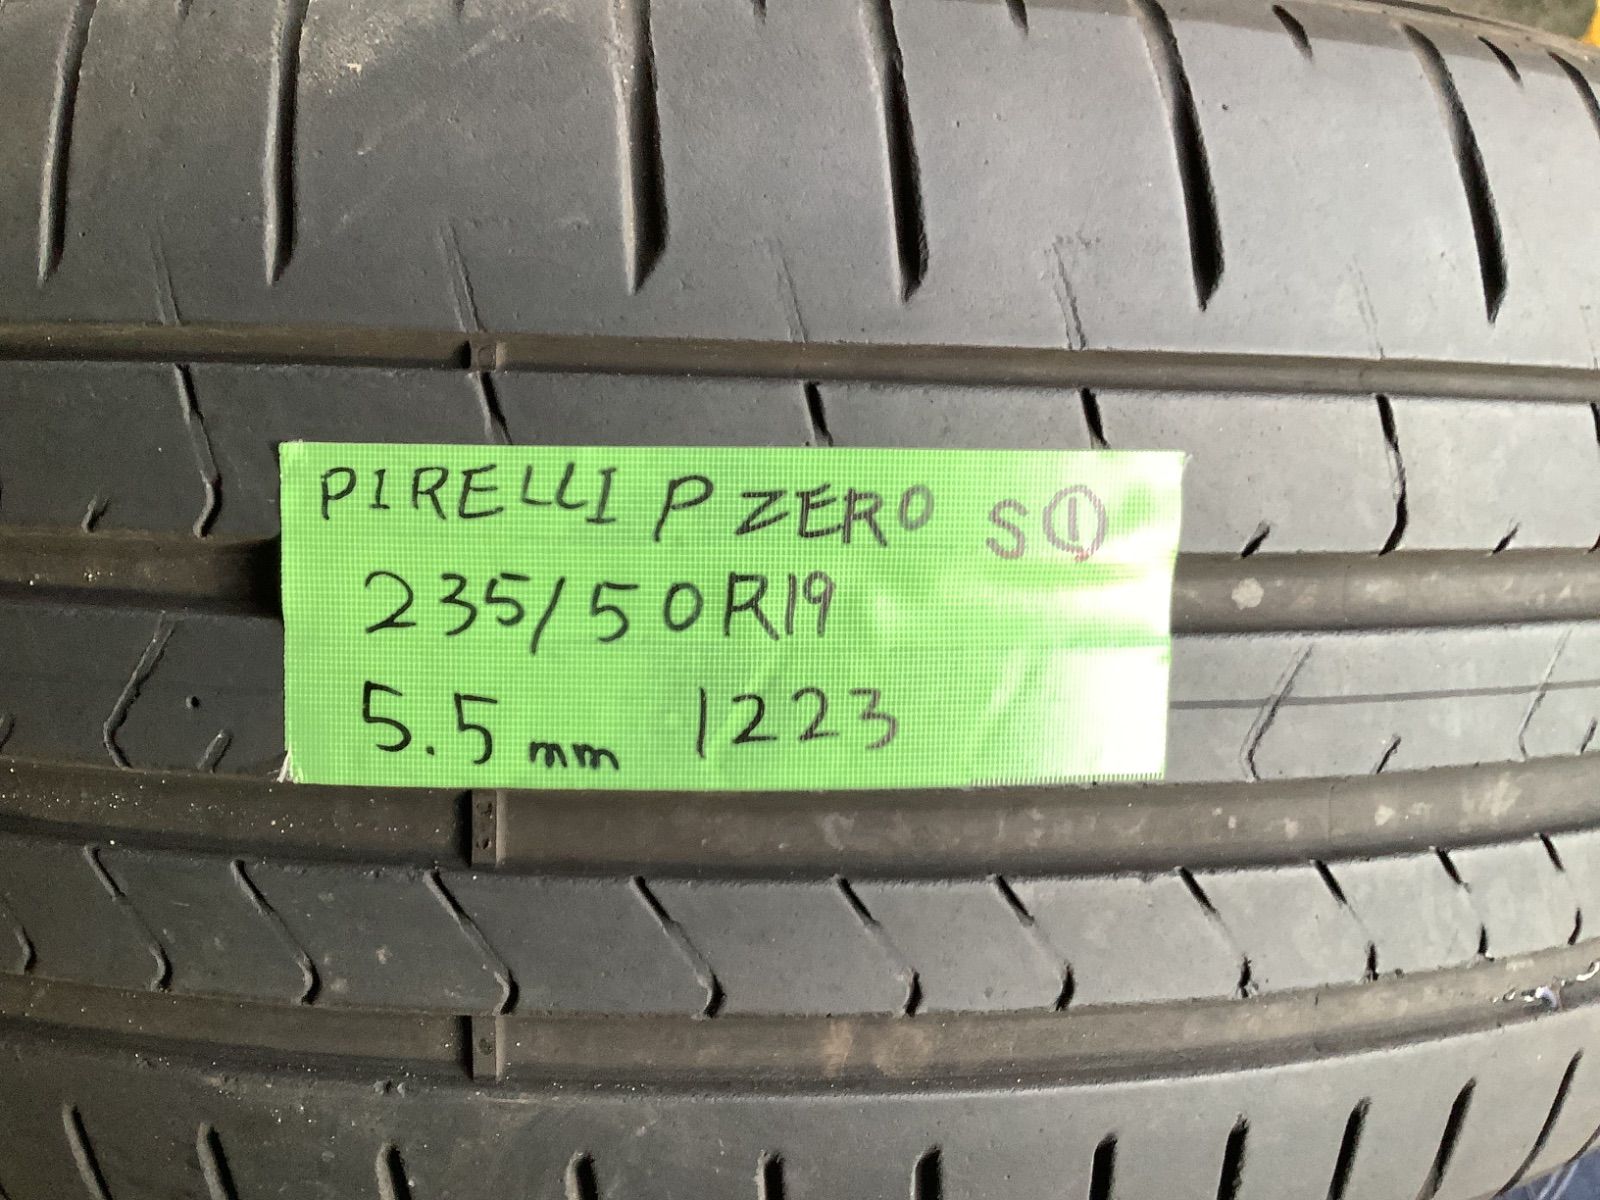 PIRELLI P ZERO S①
235/50R19
5.5mm 1223